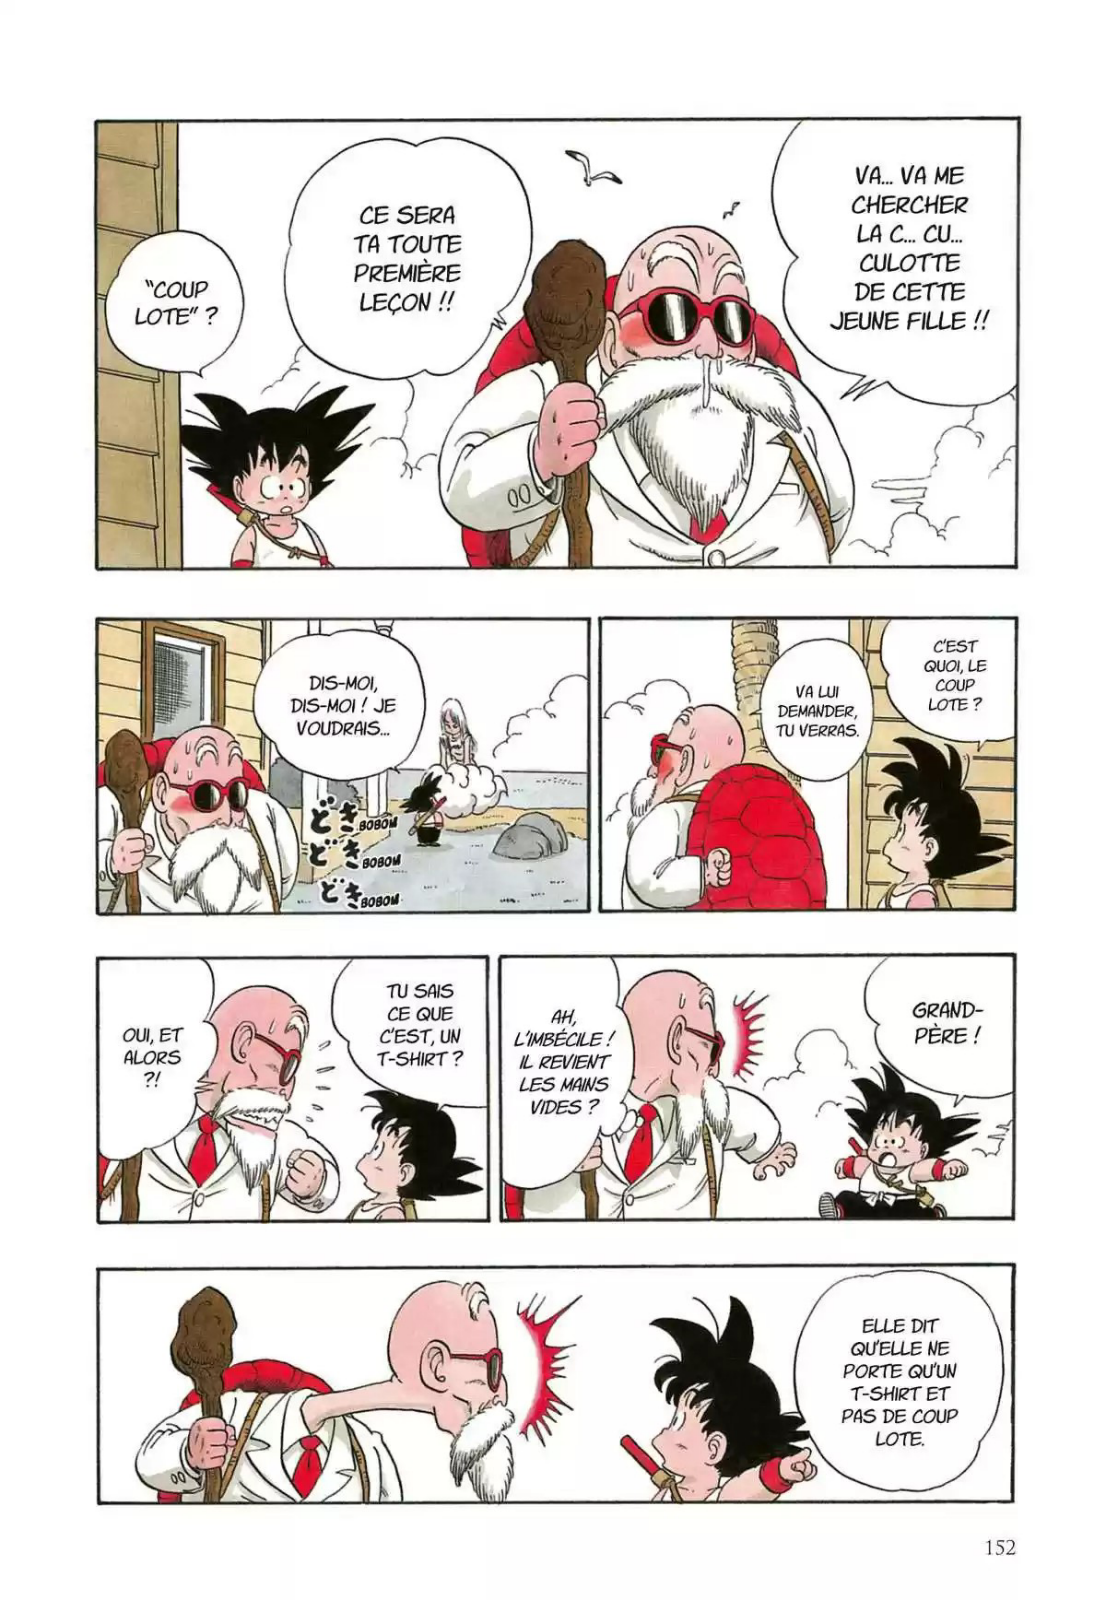 VA... VA ME
CHERCHER
LA C... CU...
CULOTTE
DE CETTE
JEUNE FILLE !!
CE SERA
TA TOUTE
PREMIÈRE
LEÇON !!
"COUP
LOTE" ?
C'EST
QUOI, LE
COUP
LOTE ?
VA LUI
DEMANDER,
TU VERRAS.
DIS-MOI,
DIS-MOI ! JE
VOUDRAIS...
どき BOBOM
どき BOBOM
どき BOBOM
GRAND-
PÈRE !
AH,
L'IMBÉCILE !
IL REVIENT
LES MAINS
VIDES ?
TU SAIS
CE QUE
C'EST, UN
T-SHIRT ?
OUI, ET
ALORS
?!
ELLE DIT
QU'ELLE NE
PORTE QU'UN
T-SHIRT ET
PAS DE COUP
LOTE.
152